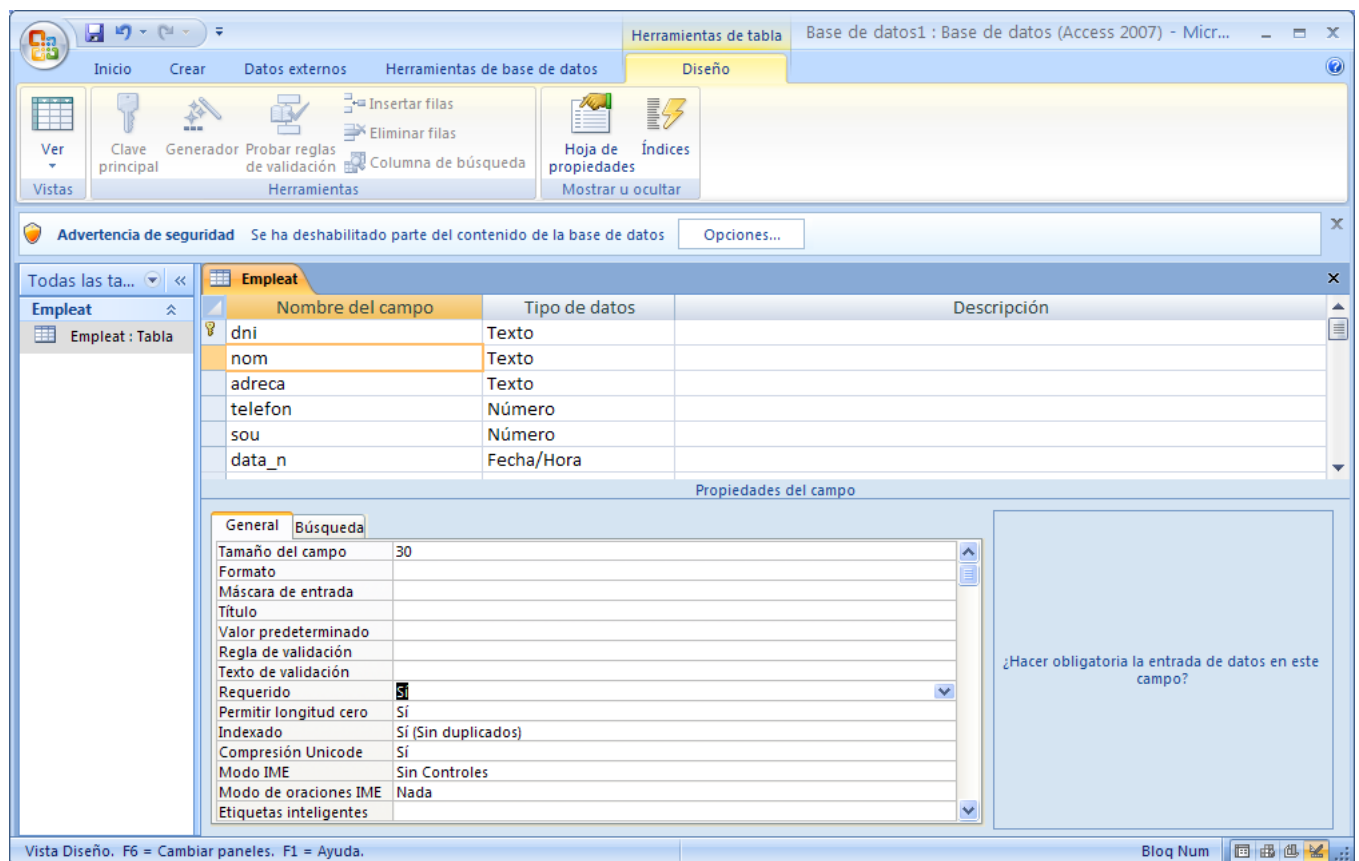 Herramientas de tabla
Base de datos1 : Base de datos (Access 2007) - Micr...
Inicio Crear Datos externos Herramientas de base de datos Diseño
Ver
Vistas
Clave principal
Generador
Probar reglas de validación
Insertar filas
Eliminar filas
Columna de búsqueda
Herramientas
Hoja de propiedades
Índices
Mostrar u ocultar
Advertencia de seguridad Se ha deshabilitado parte del contenido de la base de datos Opciones...
Todas las ta... «
Empleat
Empleat : Tabla
Empleat
Nombre del campo Tipo de datos Descripción
dni Texto
nom Texto
adreca Texto
telefon Número
sou Número
data_n Fecha/Hora
Propiedades del campo
General Búsqueda
Tamaño del campo 30
Formato
Máscara de entrada
Título
Valor predeterminado
Regla de validación
Texto de validación
Requerido Sí
Permitir longitud cero Sí
Indexado Sí (Sin duplicados)
Compresión Unicode Sí
Modo IME Sin Controles
Modo de oraciones IME Nada
Etiquetas inteligentes
¿Hacer obligatoria la entrada de datos en este
campo?
Vista Diseño. F6 = Cambiar paneles. F1 = Ayuda. Bloq Num